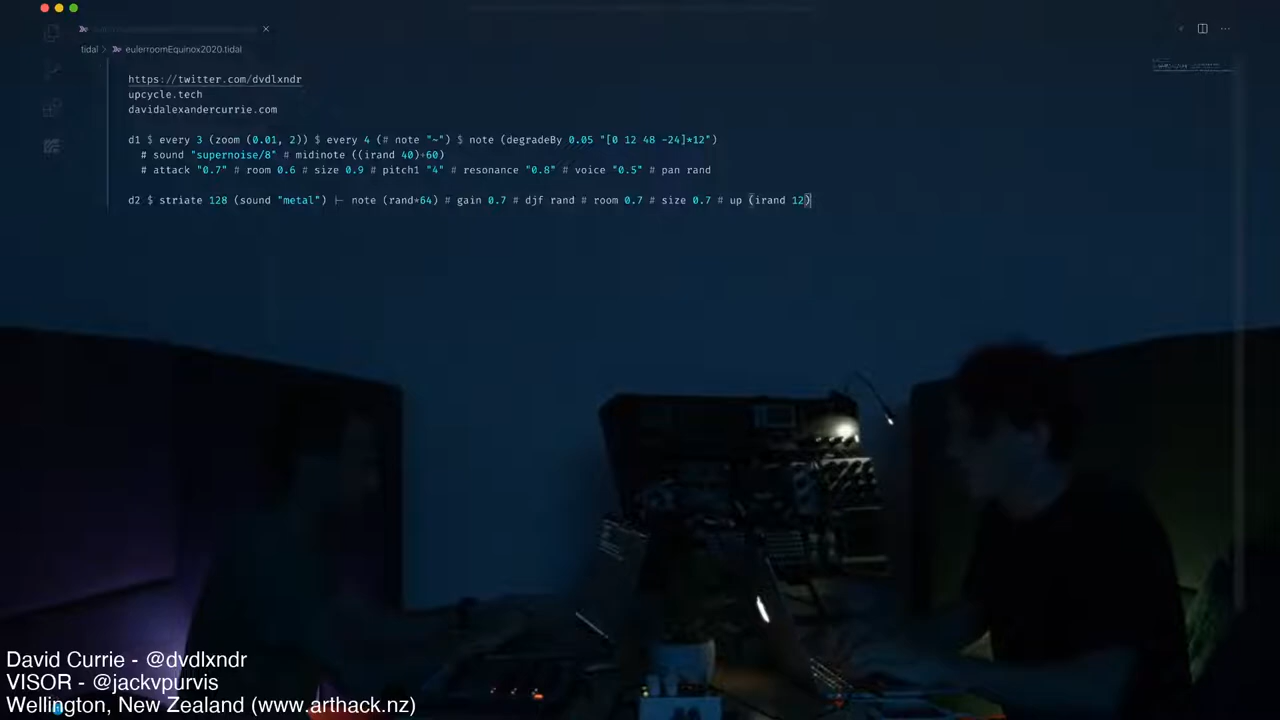 tidal > eulerroomEquinox2020.tidal
https://twitter.com/dvdlxndr
upcycle.tech
davidalexandercurrie.com
d1 $ every 3 (zoom (0.01, 2)) $ every 4 (# note "~") $ note (degradeBy 0.05 "[0 12 48 -24]*12")
# sound "supernoise/8" # midinote ((irand 40)+60)
# attack "0.7" # room 0.6 # size 0.9 # pitch1 "4" # resonance "0.8" # voice "0.5" # pan rand
d2 $ striate 128 (sound "metal") |- note (rand*64) # gain 0.7 # djf rand # room 0.7 # size 0.7 # up (irand 12)
David Currie - @dvdlxndr
VISOR - @jackvpurvis
Wellington, New Zealand (www.arthack.nz)